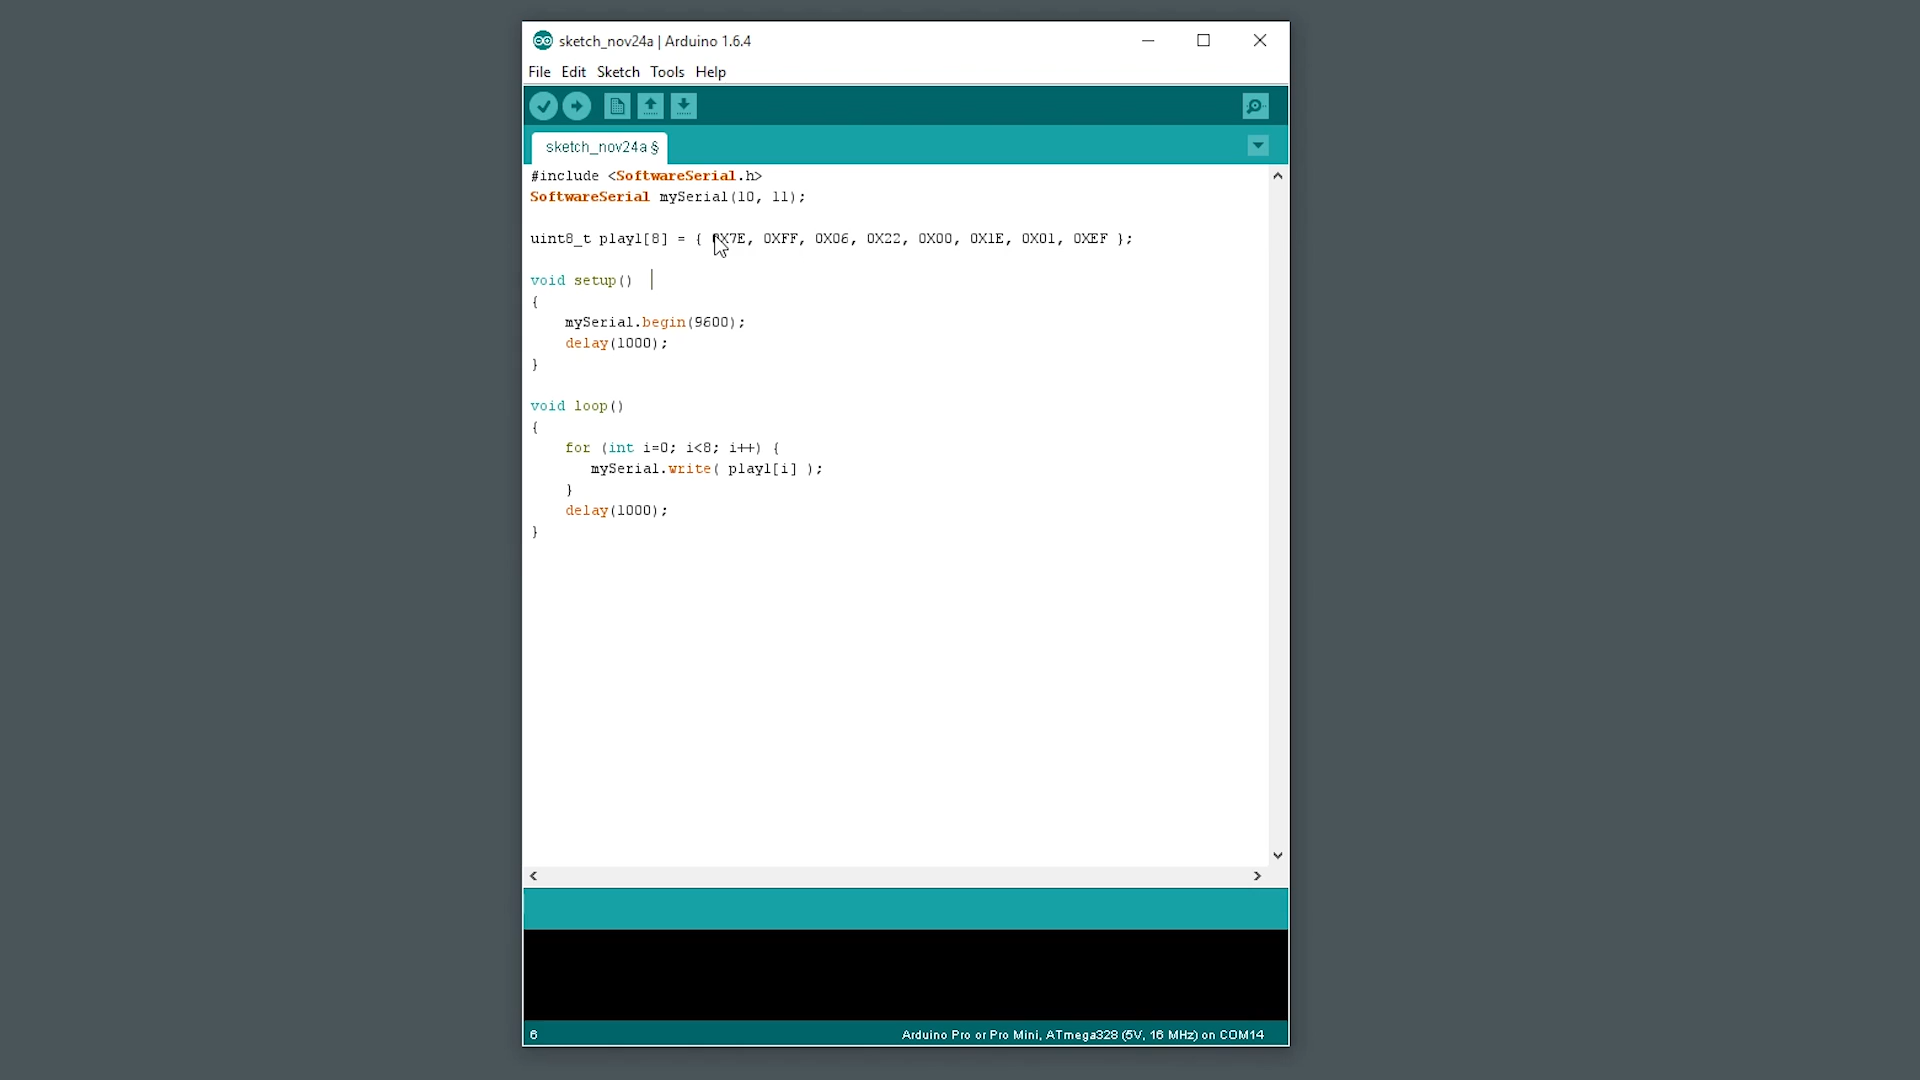 sketch_nov24a | Arduino 1.6.4
File Edit Sketch Tools Help
sketch_nov24a §
#include <SoftwareSerial.h>
SoftwareSerial mySerial(10, 11);
uint8_t play1[8] = { 0X7E, 0XFF, 0X06, 0X22, 0X00, 0X1E, 0X01, 0XEF };
void setup()
{
mySerial.begin(9600);
delay(1000);
}
void loop()
{
for (int i=0; i<8; i++) {
mySerial.write( play1[i] );
}
delay(1000);
}
6
Arduino Pro or Pro Mini, ATmega328 (5V, 16 MHz) on COM14